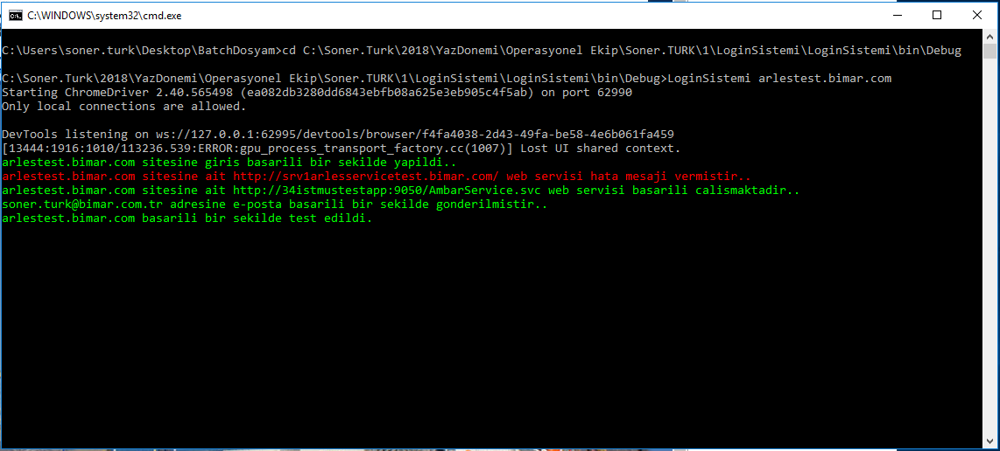 C:\WINDOWS\system32\cmd.exe
C:\Users\soner.turk\Desktop\BatchDosyam>cd C:\Soner.Turk\2018\YazDonemi\Operasyonel Ekip\Soner.TURK\1\LoginSistemi\LoginSistemi\bin\Debug
C:\Soner.Turk\2018\YazDonemi\Operasyonel Ekip\Soner.TURK\1\LoginSistemi\LoginSistemi\bin\Debug>LoginSistemi arlestest.bimar.com
Starting ChromeDriver 2.40.565498 (ea082db3280dd6843ebfb08a625e3eb905c4f5ab) on port 62990
Only local connections are allowed.
DevTools listening on ws://127.0.0.1:62995/devtools/browser/f4fa4038-2d43-49fa-be58-4e6b061fa459
[13444:1916:1010/113236.539:ERROR:gpu_process_transport_factory.cc(1007)] Lost UI shared context.
arlestest.bimar.com sitesine giris basarili bir sekilde yapildi..
arlestest.bimar.com sitesine ait http://srv1arlesservicetest.bimar.com/ web servisi hata mesaji vermistir..
arlestest.bimar.com sitesine ait http://34istmustestapp:9050/AmbarService.svc web servisi basarili calismaktadir..
soner.turk@bimar.com.tr adresine e-posta basarili bir sekilde gonderilmistir..
arlestest.bimar.com basarili bir sekilde test edildi.